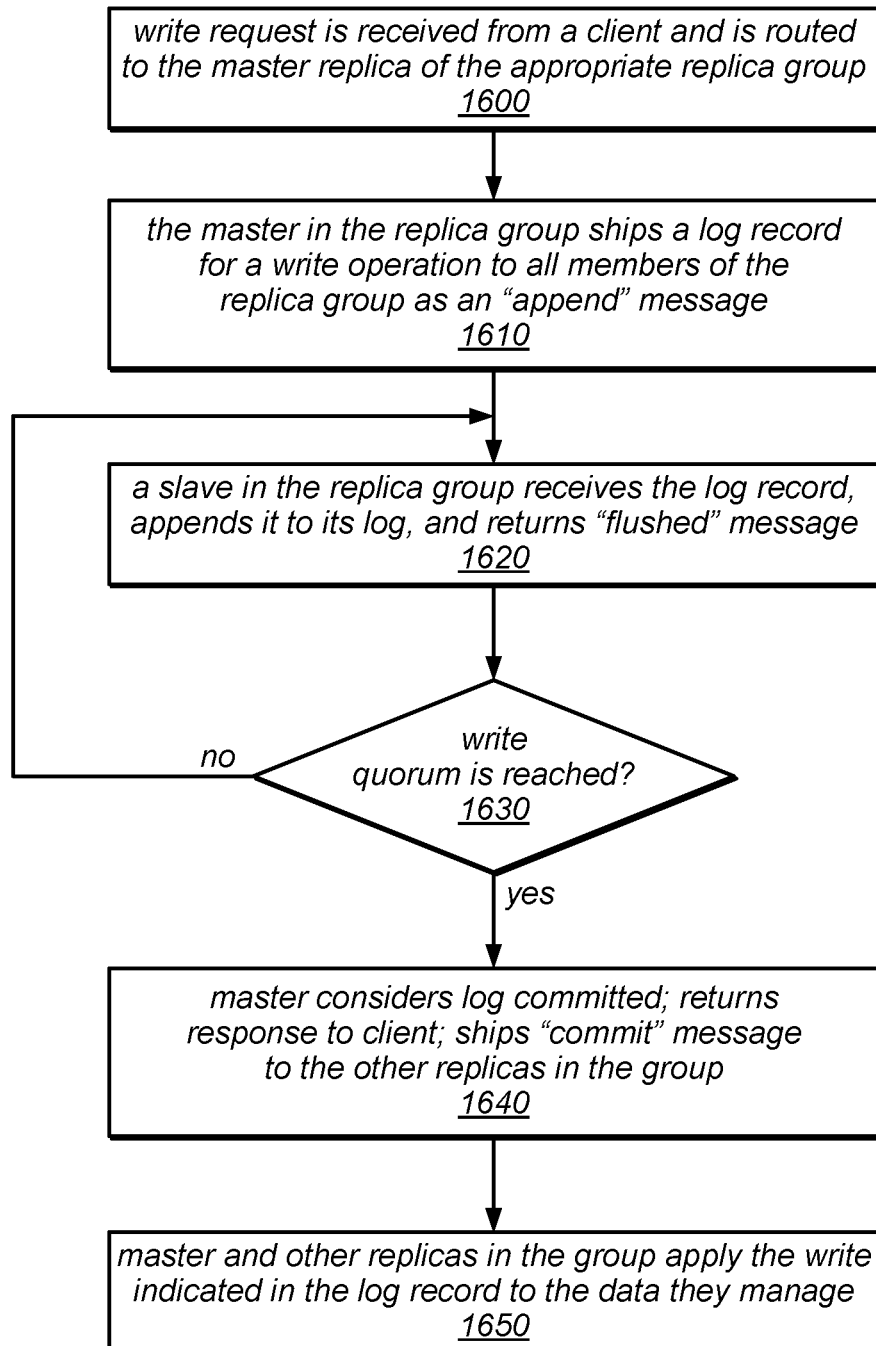 write request is received from a client and is routed
to the master replica of the appropriate replica group
1600
the master in the replica group ships a log record
for a write operation to all members of the
replica group as an “append” message
1610
a slave in the replica group receives the log record,
appends it to its log, and returns “flushed” message
1620
write
quorum is reached?
1630
no
yes
master considers log committed; returns
response to client; ships “commit” message
to the other replicas in the group
1640
master and other replicas in the group apply the write
indicated in the log record to the data they manage
1650